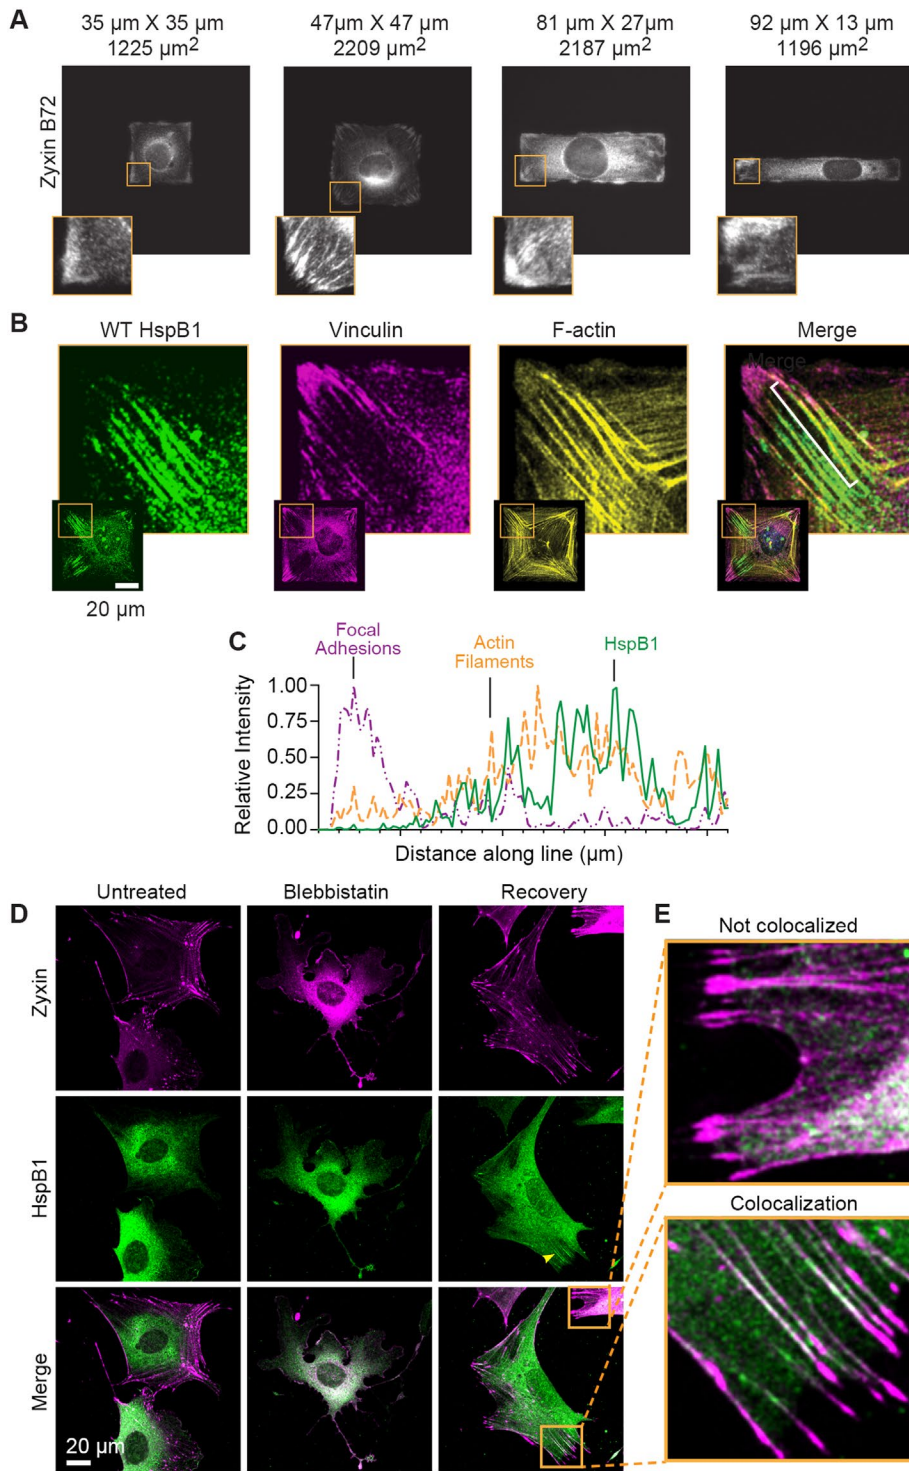 A
35 µm X 35 µm
1225 µm²
47µm X 47 µm
2209 µm²
81 µm X 27µm
2187 µm²
92 µm X 13 µm
1196 µm²
Zyxin B72
B
WT HspB1
Vinculin
F-actin
Merge
Merge
20 µm
C
Focal
Adhesions
Actin
Filaments
HspB1
Relative Intensity
1.00
0.75
0.50
0.25
0.00
Distance along line (µm)
D
Untreated
Blebbistatin
Recovery
E
Not colocalized
Zyxin
HspB1
Colocalization
Merge
20 µm